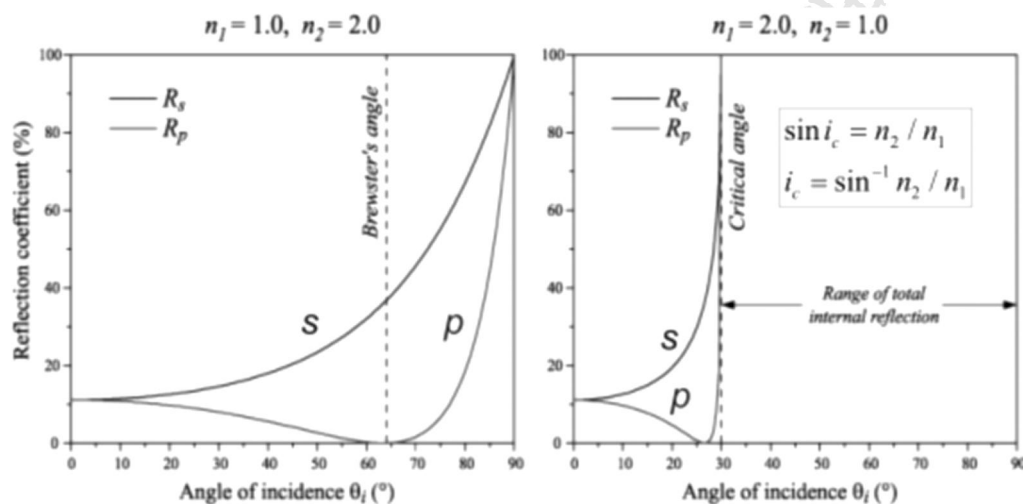 n₁ = 1.0, n₂ = 2.0
100
80
60
40
20
0
Reflection coefficient (%)
Rₛ
Rₚ
Brewster's angle
s
p
0 10 20 30 40 50 60 70 80 90
Angle of incidence θᵢ (°)
n₁ = 2.0, n₂ = 1.0
100
80
60
40
20
0
Rₛ
Rₚ
Critical angle
sin i_c = n₂ / n₁
i_c = sin⁻¹ n₂ / n₁
Range of total
internal reflection
s
p
0 10 20 30 40 50 60 70 80 90
Angle of incidence θᵢ (°)